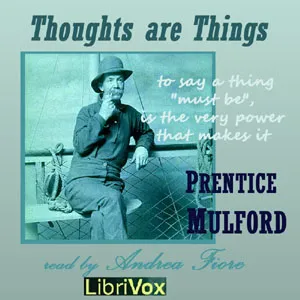 Thoughts are Things
to say a thing
"must be",
is the very power
that makes it
PRENTICE
MULFORD
read by Andrea Fiore
LibriVox